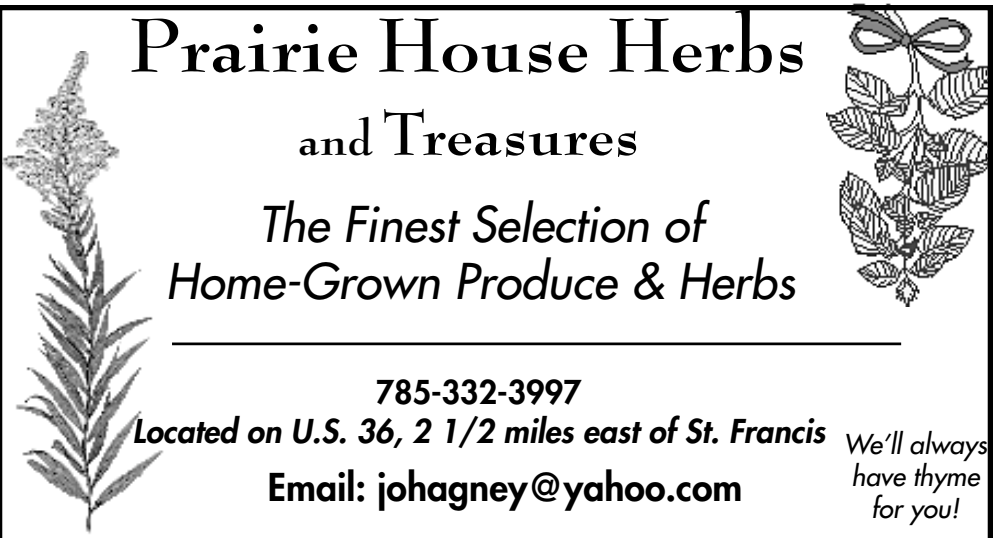 Prairie House Herbs
and Treasures
The Finest Selection of
Home-Grown Produce & Herbs
785-332-3997
Located on U.S. 36, 2 1/2 miles east of St. Francis
Email: johagney@yahoo.com
We'll always
have thyme
for you!